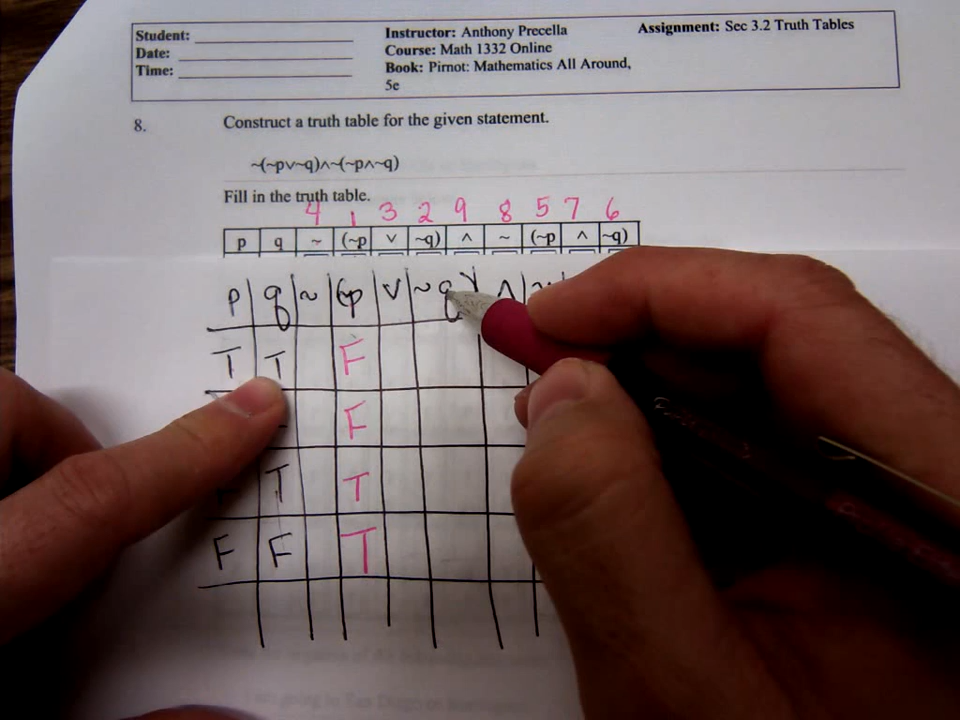 Student:
Instructor: Anthony Precella
Assignment: Sec 3.2 Truth Tables
Date:
Course: Math 1332 Online
Time:
Book: Pirnot: Mathematics All Around,
5e
8.
Construct a truth table for the given statement.
~(~p∨~q)∧~(~p∧~q)
Fill in the truth table.
4 1 3 2 9 8 5 7 6
p q ~ (~p ∨ ~q) ∧ ~ (~p ∧ ~q)
p q ~ (~p ∨ ~q) ∧ ~
T T F
F
T T
F F T